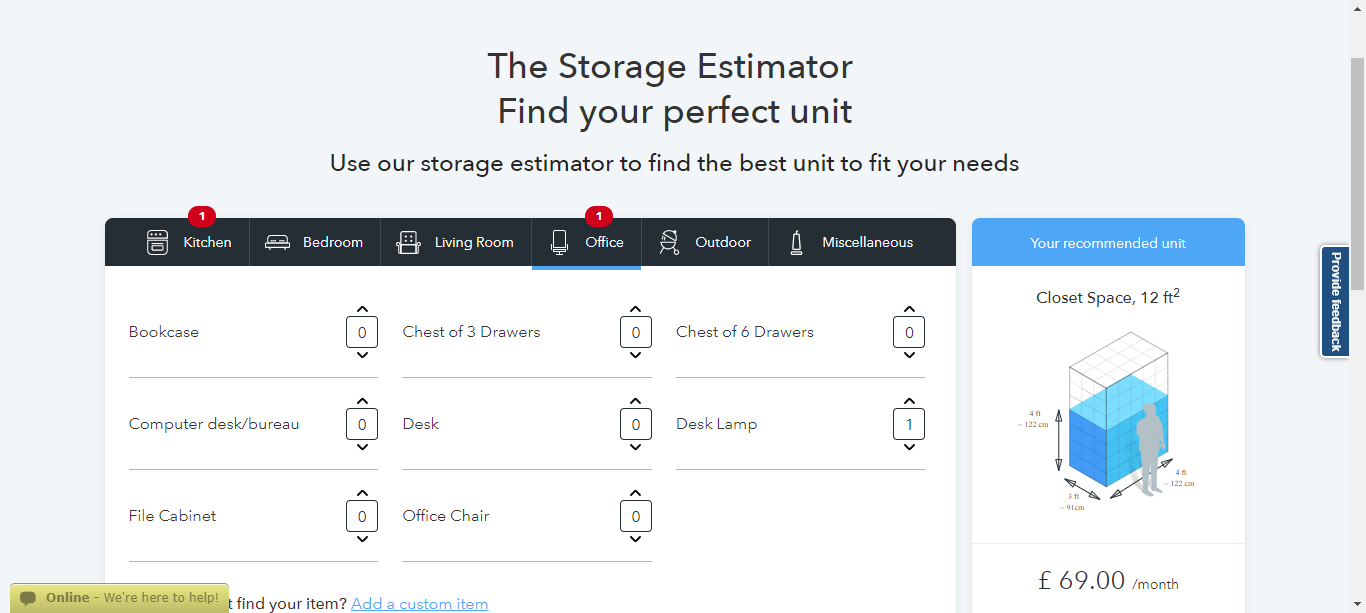 The Storage Estimator
Find your perfect unit
Use our storage estimator to find the best unit to fit your needs
1
1
Kitchen
Bedroom
Living Room
Office
Outdoor
Miscellaneous
Your recommended unit
Provide feedback
Closet Space, 12 ft²
Bookcase
0
Chest of 3 Drawers
0
Chest of 6 Drawers
0
Computer desk/bureau
0
Desk
0
Desk Lamp
1
4 ft
~ 122 cm
4 ft
~ 122 cm
3 ft
~ 91cm
File Cabinet
0
Office Chair
0
£ 69.00 /month
Online - We're here to help!
t find your item? Add a custom item